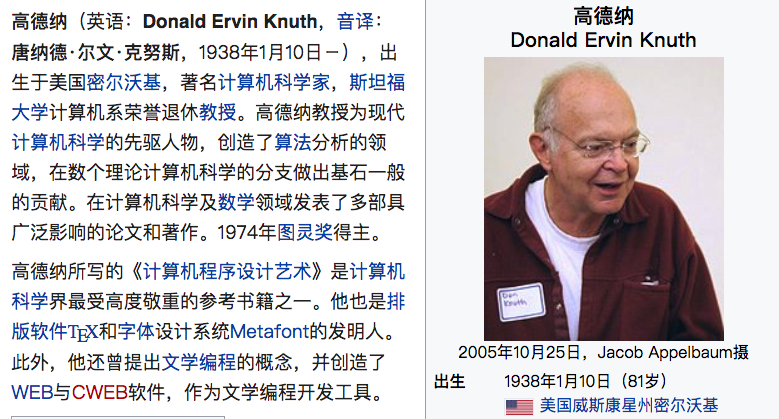 高德纳（英语：Donald Ervin Knuth，音译：
唐纳德·尔文·克努斯，1938年1月10日－），出
生于美国密尔沃基，著名计算机科学家，斯坦福
大学计算机系荣誉退休教授。高德纳教授为现代
计算机科学的先驱人物，创造了算法分析的领
域，在数个理论计算机科学的分支做出基石一般
的贡献。在计算机科学及数学领域发表了多部具
广泛影响的论文和著作。1974年图灵奖得主。
高德纳所写的《计算机程序设计艺术》是计算机
科学界最受高度敬重的参考书籍之一。他也是排
版软件TEX和字体设计系统Metafont的发明人。
此外，他还曾提出文学编程的概念，并创造了
WEB与CWEB软件，作为文学编程开发工具。
高德纳
Donald Ervin Knuth
Don
Knuth
2005年10月25日，Jacob Appelbaum摄
出生 1938年1月10日（81岁）
美国威斯康星州密尔沃基